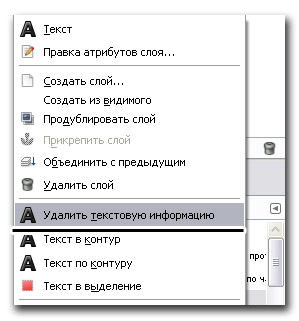 Текст
Правка атрибутов слоя...
Создать слой...
Создать из видимого
Продублировать слой
Прикрепить слой
Объединить с предыдущим
Удалить слой
Удалить текстовую информацию
Текст в контур
Текст по контуру
Текст в выделение